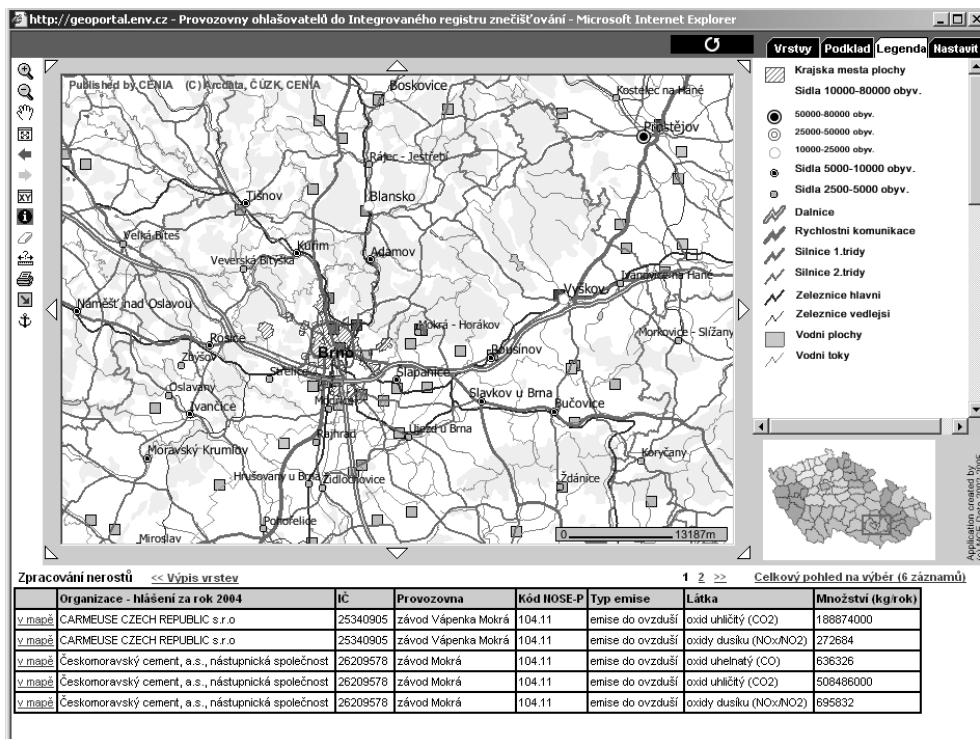 http://geoportal.env.cz - Provozovny ohlašovatelů do Integrovaného registru znečišťování - Microsoft Internet Explorer
Vrstvy Podklad Legenda Nastavit
Published by CENIA (C) Arcdata, ČÚZK, CENIA
Boskovice
Kostelec na Hané
Prostějov
Rájec - Jestřebí
Tišnov
Blansko
Velká Bíteš
Kuřim
Veverská Bítýška
Adamov
Ivanovice na Hané
Vyškov
Náměšť nad Oslavou
Mokrá - Horákov
Morkovice - Slížany
Rosice
Brno
Rousínov
Zbýšov
Střelice
Šlapanice
Oslavany
Slavkov u Brna
Ivančice
Modřice
Bučovice
Rajhrad
Újezd u Brna
Moravský Krumlov
Koryčany
Hrušovany u Brna
Židlochovice
Ždánice
Pohořelice
Miroslav
0 13187m
XY
Krajska mesta plochy
Sidla 10000-80000 obyv.
50000-80000 obyv.
25000-50000 obyv.
10000-25000 obyv.
Sidla 5000-10000 obyv.
Sidla 2500-5000 obyv.
Dalnice
Rychlostni komunikace
Silnice 1.tridy
Silnice 2.tridy
Zeleznice hlavni
Zeleznice vedlejsi
Vodni plochy
Vodni toky
Application created by
Zpracování nerostů << Výpis vrstev 1 2 >> Celkový pohled na výběr (6 záznamů)
Organizace - hlášení za rok 2004 IČ Provozovna Kód NOSE-P Typ emise Látka Množství (kg/rok)
v mapě CARMEUSE CZECH REPUBLIC s.r.o 25340905 závod Vápenka Mokrá 104.11 emise do ovzduší oxid uhličitý (CO2) 188874000
v mapě CARMEUSE CZECH REPUBLIC s.r.o 25340905 závod Vápenka Mokrá 104.11 emise do ovzduší oxidy dusíku (NOx/NO2) 272684
v mapě Českomoravský cement, a.s., nástupnická společnost 26209578 závod Mokrá 104.11 emise do ovzduší oxid uhelnatý (CO) 636326
v mapě Českomoravský cement, a.s., nástupnická společnost 26209578 závod Mokrá 104.11 emise do ovzduší oxid uhličitý (CO2) 508486000
v mapě Českomoravský cement, a.s., nástupnická společnost 26209578 závod Mokrá 104.11 emise do ovzduší oxidy dusíku (NOx/NO2) 695832